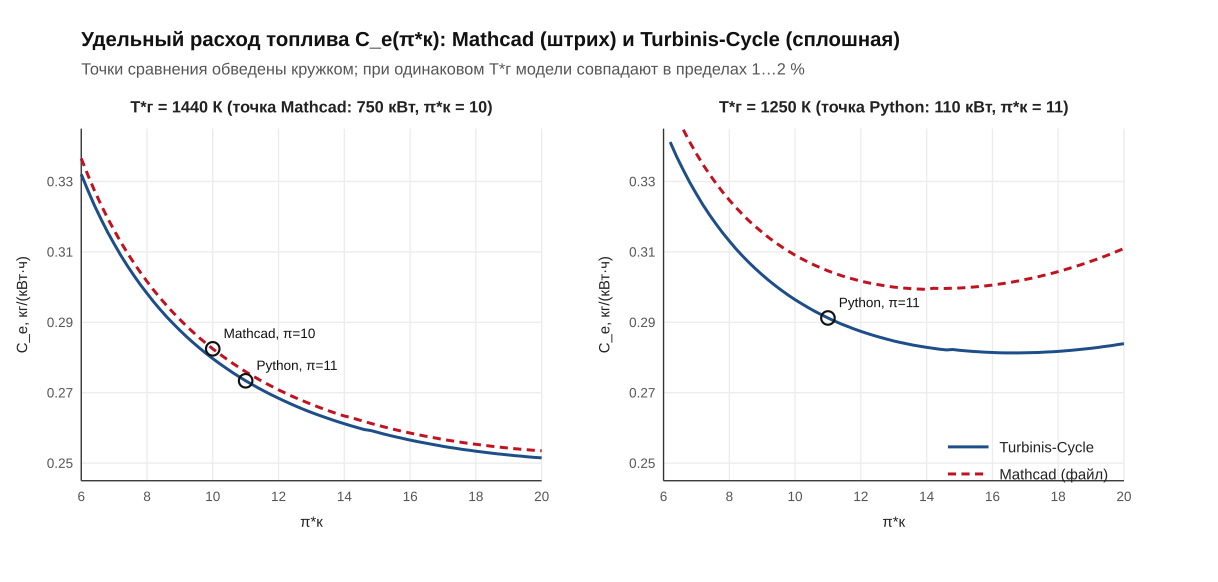 Удельный расход топлива C_e(π*к): Mathcad (штрих) и Turbinis-Cycle (сплошная)
Точки сравнения обведены кружком; при одинаковом T*г модели совпадают в пределах 1…2 %
T*г = 1440 К (точка Mathcad: 750 кВт, π*к = 10)
C_e, кг/(кВт·ч)
0.33
0.31
0.29
0.27
0.25
Mathcad, π=10
Python, π=11
6 8 10 12 14 16 18 20
π*к
T*г = 1250 К (точка Python: 110 кВт, π*к = 11)
C_e, кг/(кВт·ч)
0.33
0.31
0.29
0.27
0.25
Python, π=11
Turbinis-Cycle
Mathcad (файл)
6 8 10 12 14 16 18 20
π*к